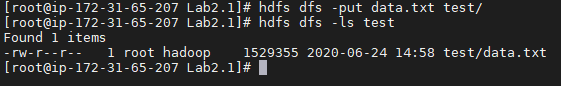 [root@ip-172-31-65-207 Lab2.1]# hdfs dfs -put data.txt test/
[root@ip-172-31-65-207 Lab2.1]# hdfs dfs -ls test
Found 1 items
-rw-r--r--   1 root hadoop    1529355 2020-06-24 14:58 test/data.txt
[root@ip-172-31-65-207 Lab2.1]#